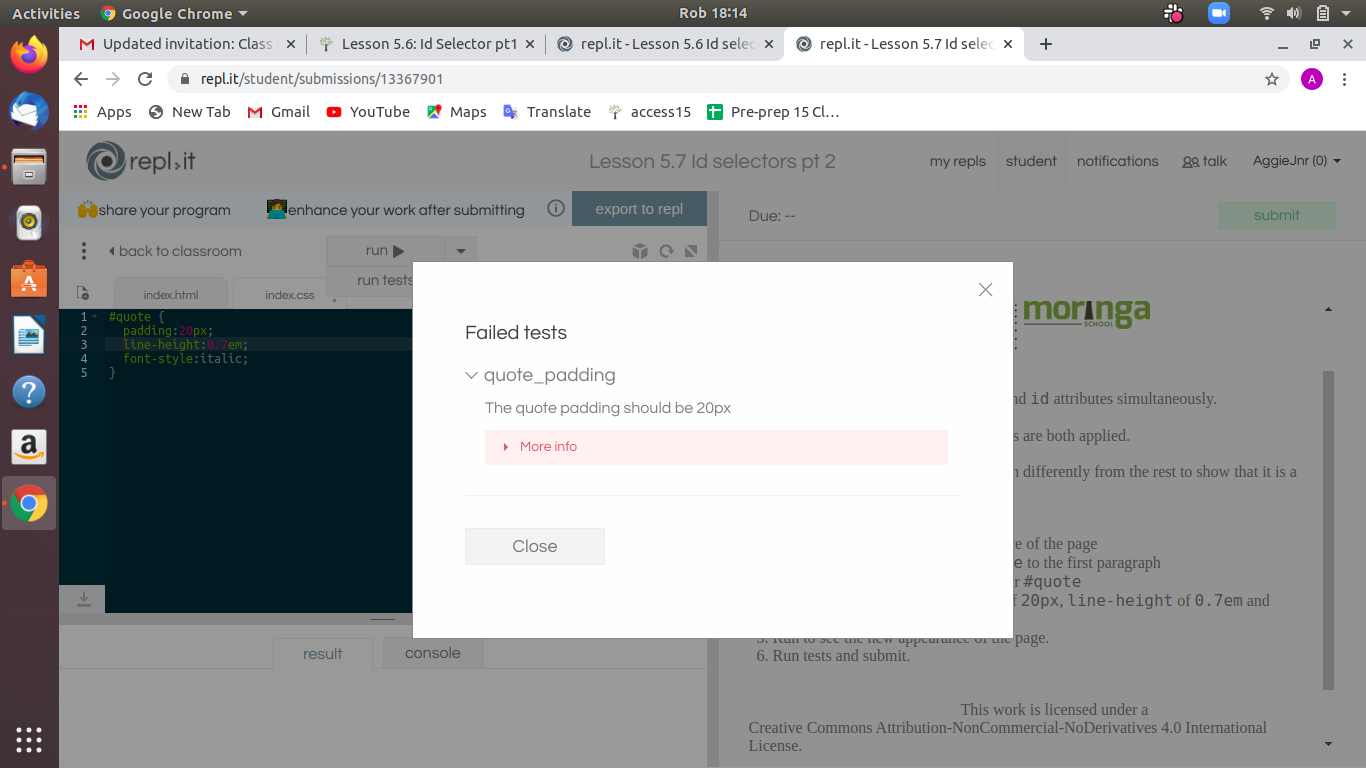 Activities
Google Chrome
Rob 18:14
Updated invitation: Class
Lesson 5.6: Id Selector pt1
repl.it - Lesson 5.6 Id selec
repl.it - Lesson 5.7 Id selec
repl.it/student/submissions/13367901
A
Apps
New Tab
Gmail
YouTube
Maps
Translate
access15
Pre-prep 15 Cl…
repl.it
Lesson 5.7 Id selectors pt 2
my repls
student
notifications
talk
AggieJnr (0)
share your program
enhance your work after submitting
export to repl
Due: --
submit
back to classroom
run
run tests
index.html
index.css
1 #quote {
2 padding:20px;
3 line-height:0.7em;
4 font-style:italic;
5 }
Failed tests
quote_padding
The quote padding should be 20px
More info
Close
moringa
SCHOOL
nd id attributes simultaneously.
s are both applied.
n differently from the rest to show that it is a
e of the page
e to the first paragraph
r #quote
f 20px, line-height of 0.7em and
5. Run to see the new appearance of the page.
6. Run tests and submit.
result
console
This work is licensed under a
Creative Commons Attribution-NonCommercial-NoDerivatives 4.0 International
License.